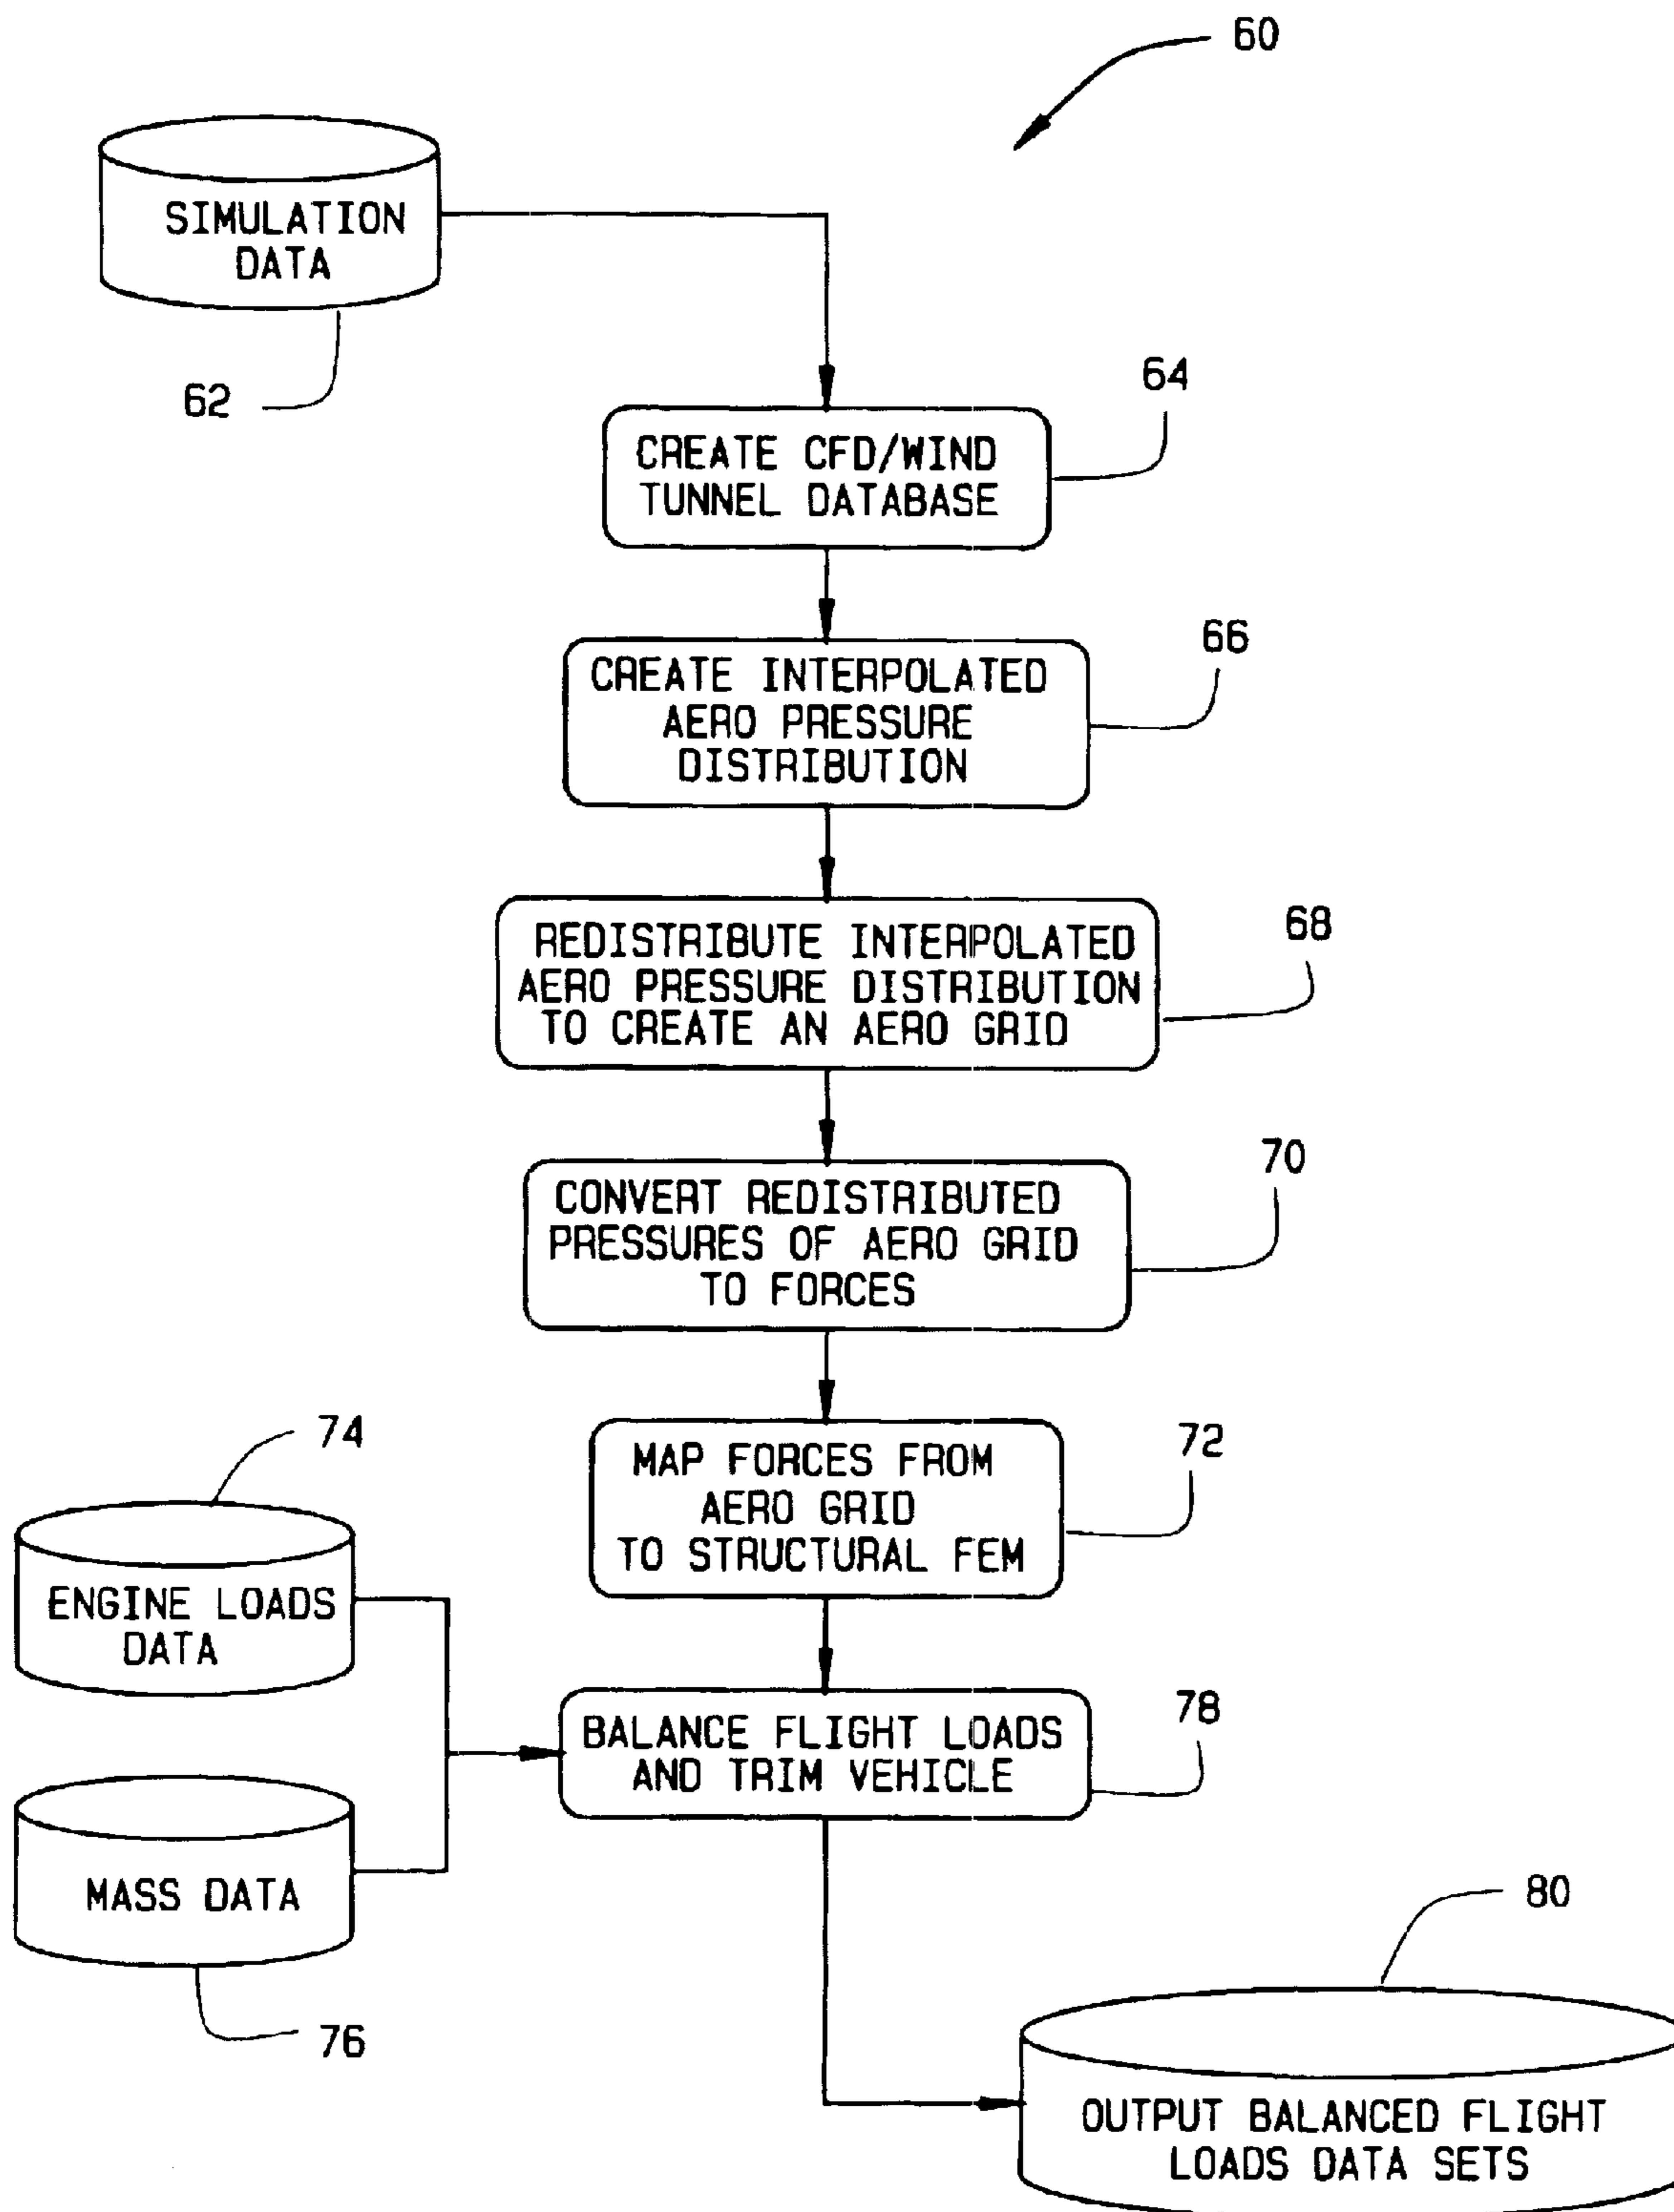 60
SIMULATION
DATA
62
64
CREATE CFD/WIND
TUNNEL DATABASE
66
CREATE INTERPOLATED
AERO PRESSURE
DISTRIBUTION
68
REDISTRIBUTE INTERPOLATED
AERO PRESSURE DISTRIBUTION
TO CREATE AN AERO GRID
70
CONVERT REDISTRIBUTED
PRESSURES OF AERO GRID
TO FORCES
74
72
MAP FORCES FROM
AERO GRID
TO STRUCTURAL FEM
ENGINE LOADS
DATA
78
BALANCE FLIGHT LOADS
AND TRIM VEHICLE
MASS DATA
76
80
OUTPUT BALANCED FLIGHT
LOADS DATA SETS